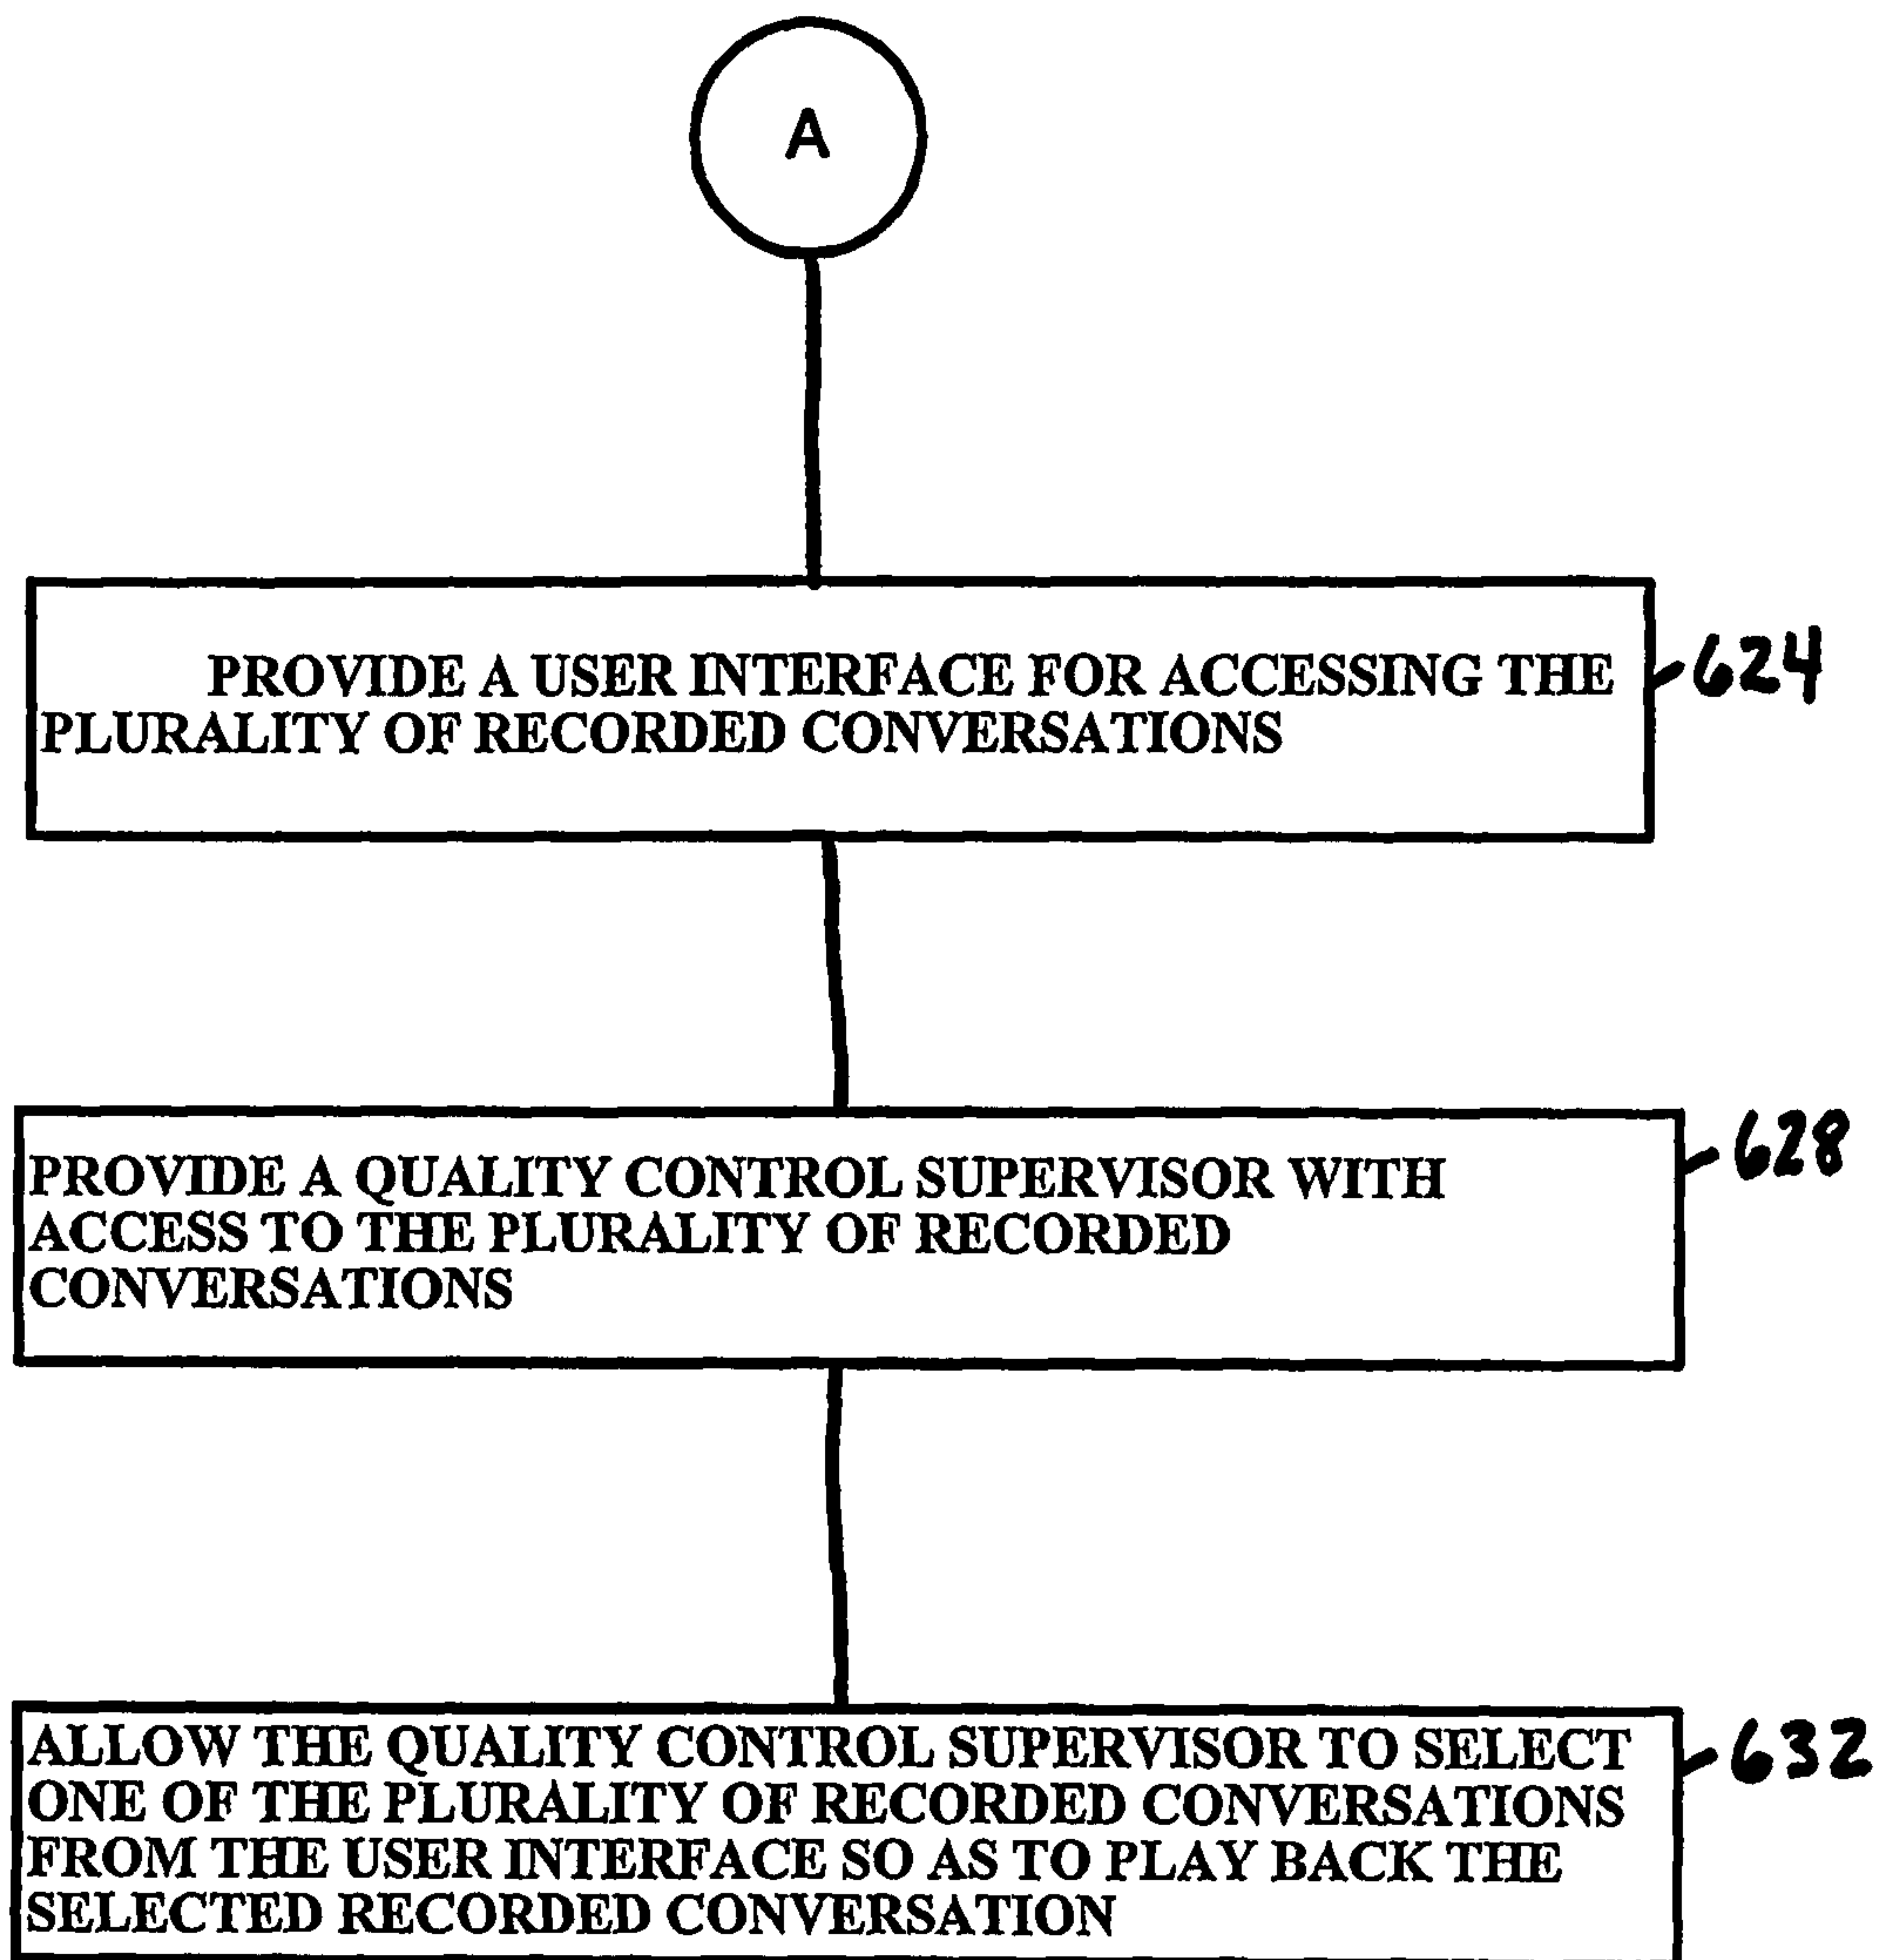 A
PROVIDE A USER INTERFACE FOR ACCESSING THE
PLURALITY OF RECORDED CONVERSATIONS
624
PROVIDE A QUALITY CONTROL SUPERVISOR WITH
ACCESS TO THE PLURALITY OF RECORDED
CONVERSATIONS
628
ALLOW THE QUALITY CONTROL SUPERVISOR TO SELECT
ONE OF THE PLURALITY OF RECORDED CONVERSATIONS
FROM THE USER INTERFACE SO AS TO PLAY BACK THE
SELECTED RECORDED CONVERSATION
632